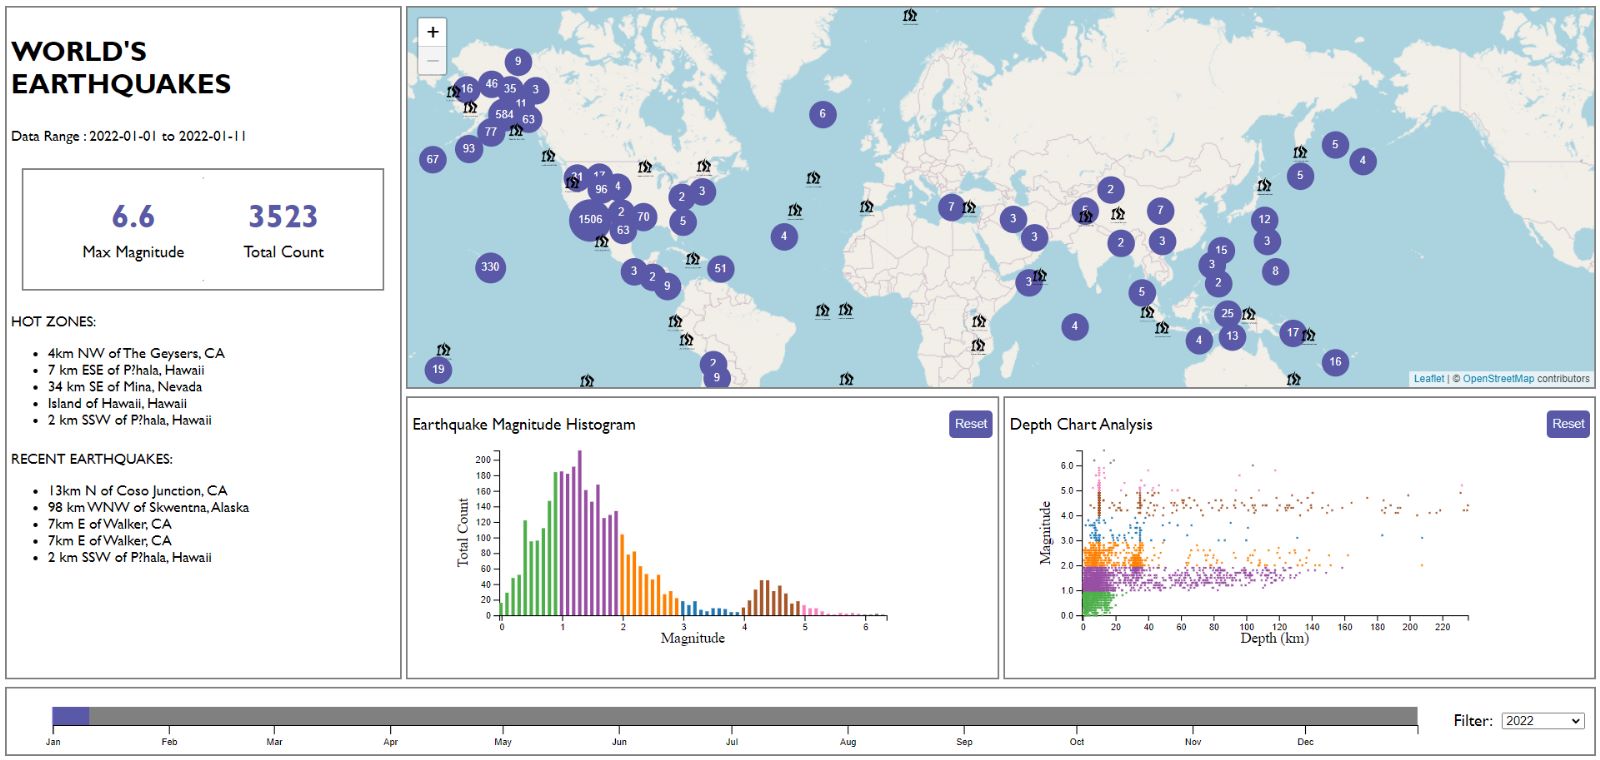 WORLD'S
EARTHQUAKES
Data Range : 2022-01-01 to 2022-01-11
6.6 3523
Max Magnitude Total Count
HOT ZONES:
4km NW of The Geysers, CA
7 km ESE of P?hala, Hawaii
34 km SE of Mina, Nevada
Island of Hawaii, Hawaii
2 km SSW of P?hala, Hawaii
RECENT EARTHQUAKES:
13km N of Coso Junction, CA
98 km WNW of Skwentna, Alaska
7km E of Walker, CA
7km E of Walker, CA
2 km SSW of P?hala, Hawaii
+
−
9
16 46 35 3
11
584 63
77
93
67
6
31 17
96 4
2 3
1506 2 70 5
63
4
330
3 2 9
51
19
2
9
7
3
3
3
4
5
2
7
2 3
5
15
3
2
25
13
4
12
3
8
17
16
5
4
5
Leaflet | © OpenStreetMap contributors
Earthquake Magnitude Histogram
Reset
Total Count
200
180
160
140
120
100
80
60
40
20
0
0 1 2 3 4 5 6
Magnitude
Depth Chart Analysis
Reset
Magnitude
6.0
5.0
4.0
3.0
2.0
1.0
0.0
0 20 40 60 80 100 120 140 160 180 200 220
Depth (km)
Jan Feb Mar Apr May Jun Jul Aug Sep Oct Nov Dec
Filter: 2022